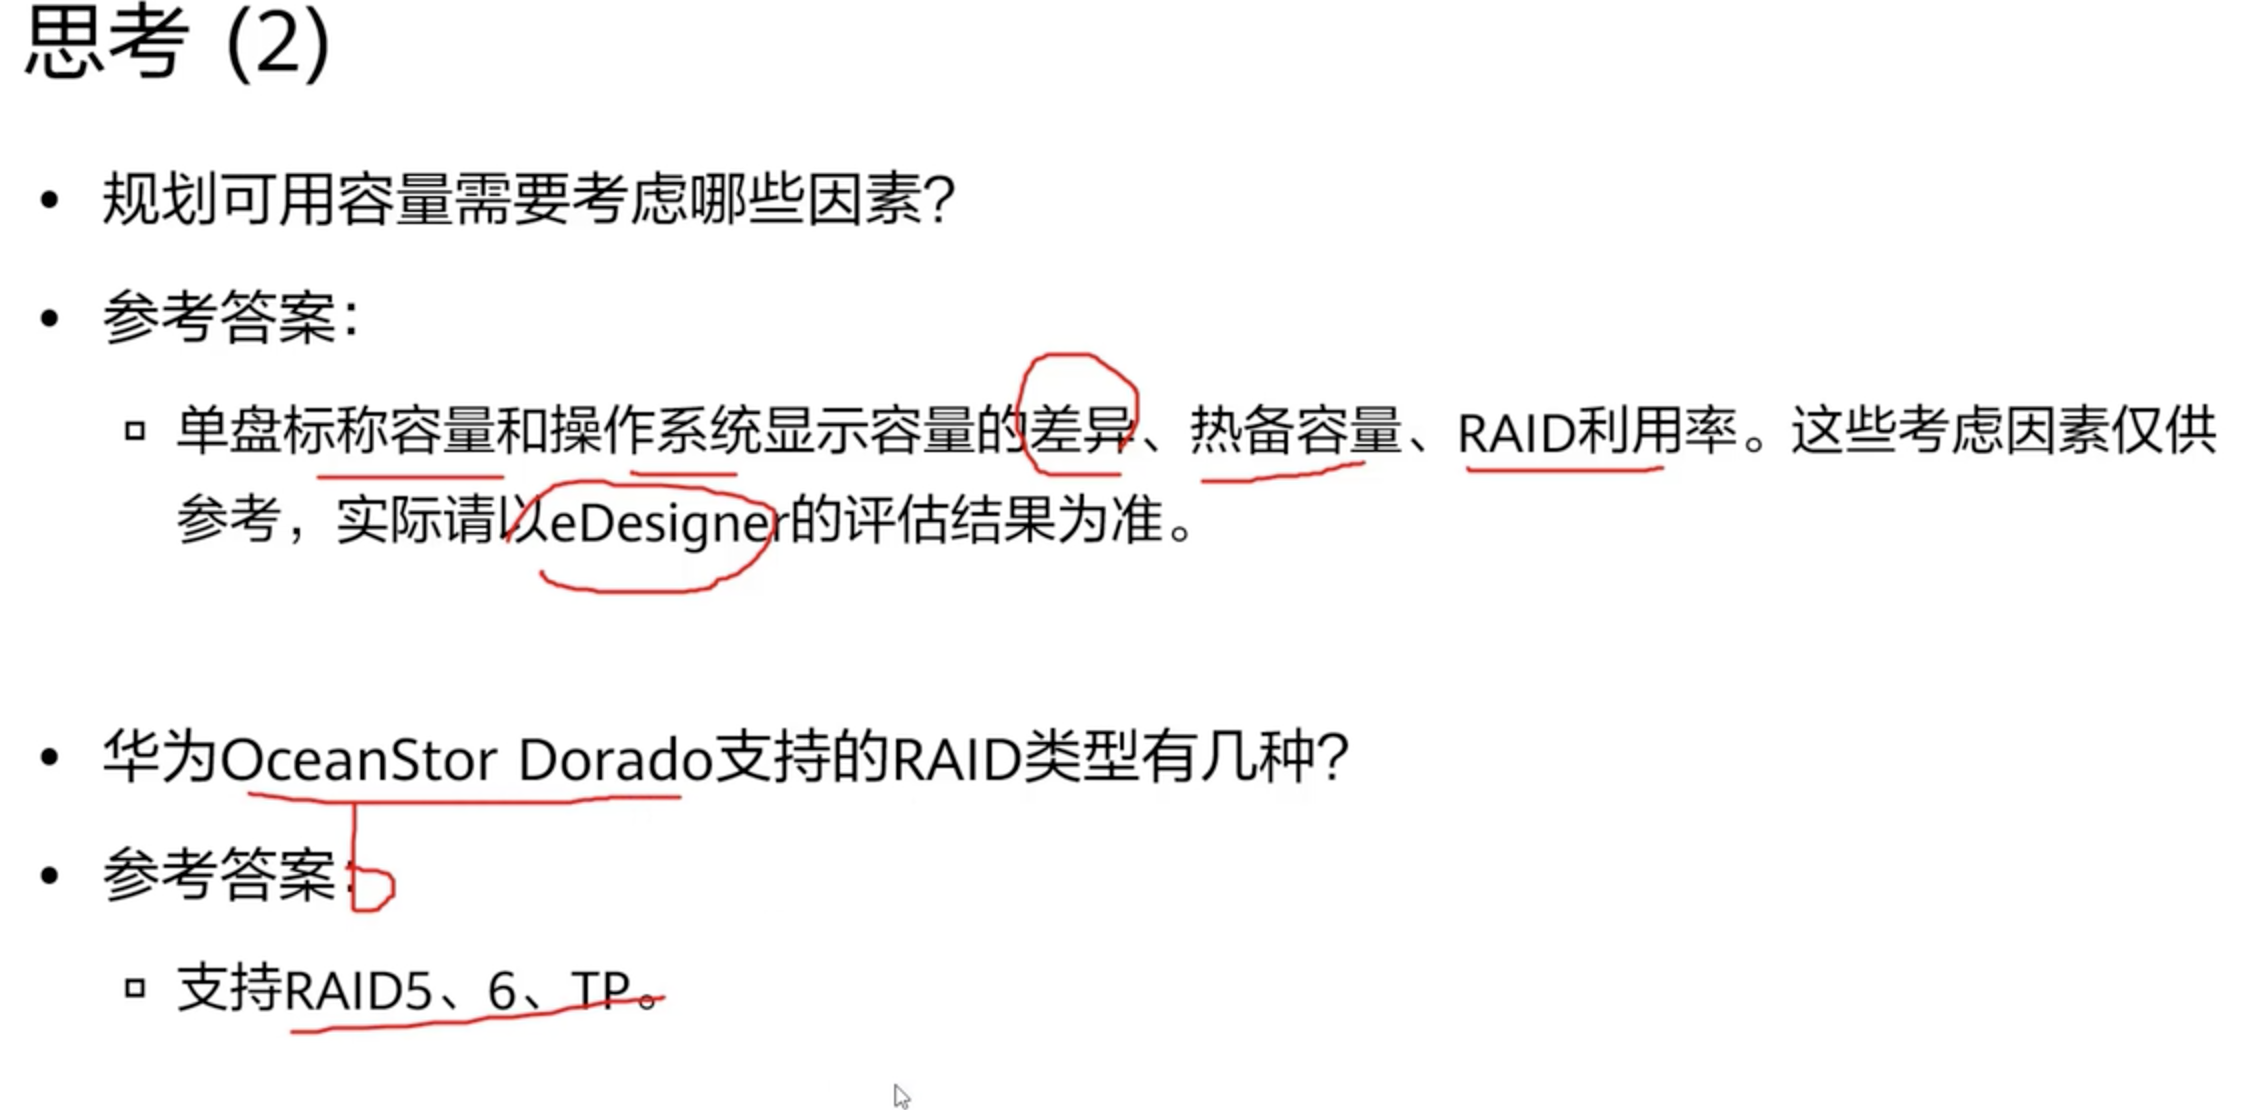 思考 (2)
• 规划可用容量需要考虑哪些因素?
• 参考答案：
▫ 单盘标称容量和操作系统显示容量的差异、热备容量、RAID利用率。这些考虑因素仅供
参考，实际请以eDesigner的评估结果为准。
• 华为OceanStor Dorado支持的RAID类型有几种?
• 参考答案：
▫ 支持RAID5、6、TP。